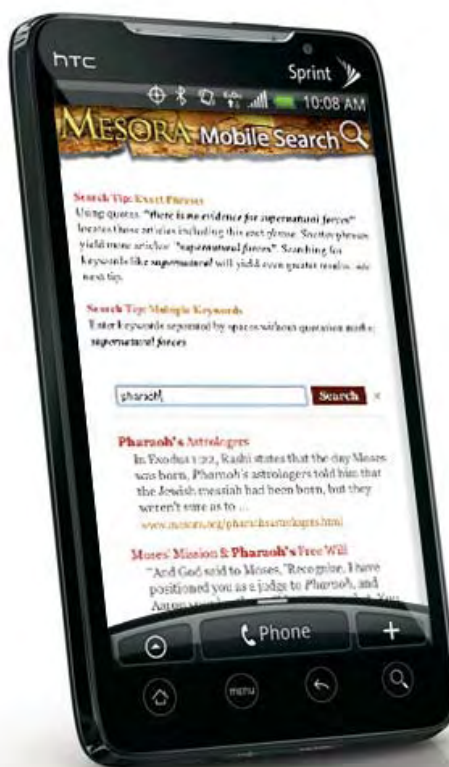 hTC
Sprint
10:08 AM
MESORA Mobile Search
Search Tip: Exact Phrases
Using quotes, "there is no evidence for supernatural forces"
locates those articles including this exact phrase. Shorter phrases
yield more articles: "supernatural forces". Searching for
keywords like supernatural will yield even greater results. see
next tip.
Search Tip: Multiple Keywords
Enter keywords separated by spaces without quotation marks:
supernatural forces
pharaoh
Search ×
Pharaoh's Astrologers
In Exodus 1:22, Rashi states that the day Moses
was born, Pharaoh's astrologers told him that
the Jewish messiah had been born, but they
weren't sure as to ...
www.mesora.org/pharaohsastrologers.html
Moses' Mission & Pharaoh's Free Will
"And God said to Moses, "Recognize, I have
positioned you as a judge to Pharaoh, and
Phone
+
menu